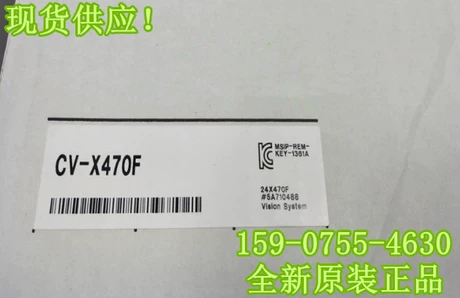 现货供应！
MSIP-REM-
KEY-1361A
CV-X470F
24X470F
#5A710488
Vision System
159-0755-4630
全新原装正品